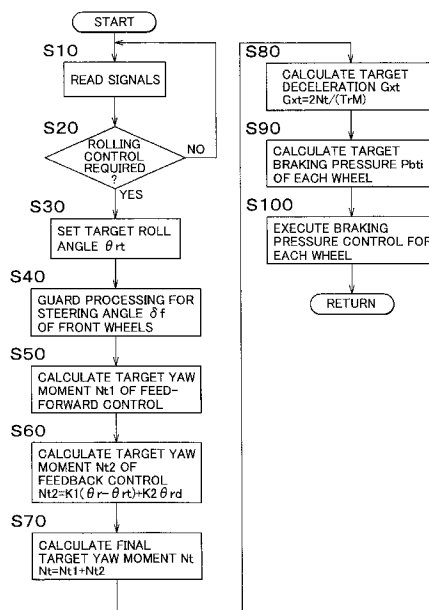 START
S10
READ SIGNALS
S20
ROLLING
CONTROL
REQUIRED
?
NO
YES
S30
SET TARGET ROLL
ANGLE θrt
S40
GUARD PROCESSING FOR
STEERING ANGLE δf
OF FRONT WHEELS
S50
CALCULATE TARGET YAW
MOMENT Nt1 OF FEED-
FORWARD CONTROL
S60
CALCULATE TARGET YAW
MOMENT Nt2 OF
FEEDBACK CONTROL
Nt2=K1(θr-θrt)+K2θrd
S70
CALCULATE FINAL
TARGET YAW MOMENT Nt
Nt=Nt1+Nt2
S80
CALCULATE TARGET
DECELERATION Gxt
Gxt=2Nt/(TrM)
S90
CALCULATE TARGET
BRAKING PRESSURE Pbti
OF EACH WHEEL
S100
EXECUTE BRAKING
PRESSURE CONTROL FOR
EACH WHEEL
RETURN